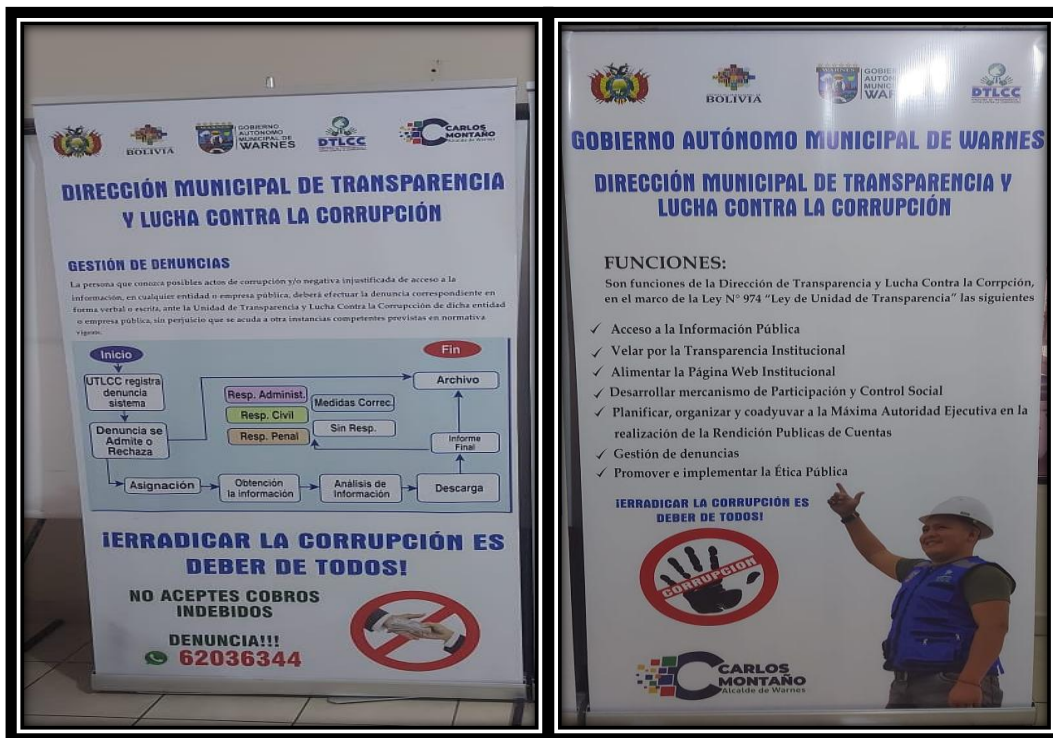 BOLIVIA
GOBIERNO
AUTÓNOMO
MUNICIPAL DE
WARNES
DTLCC
CARLOS
MONTAÑO
Alcalde de Warnes
DIRECCIÓN MUNICIPAL DE TRANSPARENCIA
Y LUCHA CONTRA LA CORRUPCIÓN
GESTIÓN DE DENUNCIAS
La persona que conozca posibles actos de corrupción y/o negativa injustificada de acceso a la
información, en cualquier entidad o empresa pública, deberá efectuar la denuncia correspondiente en
forma verbal o escrita, ante la Unidad de Transparencia y Lucha Contra la Corrupcción de dicha entidad
o empresa pública, sin perjuicio que se acuda a otra instancias competentes previstas en normativa
Inicio
Fin
UTLCC registra
denuncia
sistema
Archivo
Resp. Administ.
Medidas Correc.
Resp. Civil
Sin Resp.
Resp. Penal
Denuncia se
Admite o
Rechaza
Informe
Final
Asignación
Obtención
la información
Análisis de
Información
Descarga
¡ERRADICAR LA CORRUPCIÓN ES
DEBER DE TODOS!
NO ACEPTES COBROS
INDEBIDOS
DENUNCIA!!!
62036344
BOLIVIA
WARNES
DTLCC
GOBIERNO AUTÓNOMO MUNICIPAL DE WARNES
DIRECCIÓN MUNICIPAL DE TRANSPARENCIA Y
LUCHA CONTRA LA CORRUPCIÓN
FUNCIONES:
Son funciones de la Dirección de Transparencia y Lucha Contra la Corrpción,
en el marco de la Ley N° 974 “Ley de Unidad de Transparencia” las siguientes
✓ Acceso a la Información Pública
✓ Velar por la Transparencia Institucional
✓ Alimentar la Página Web Institucional
✓ Desarrollar mercanismo de Participación y Control Social
✓ Planificar, organizar y coadyuvar a la Máxima Autoridad Ejecutiva en la
realización de la Rendición Publicas de Cuentas
✓ Gestión de denuncias
✓ Promover e implementar la Ética Pública
¡ERRADICAR LA CORRUPCIÓN ES
DEBER DE TODOS!
CORRUPCION
CARLOS
MONTAÑO
Alcalde de Warnes